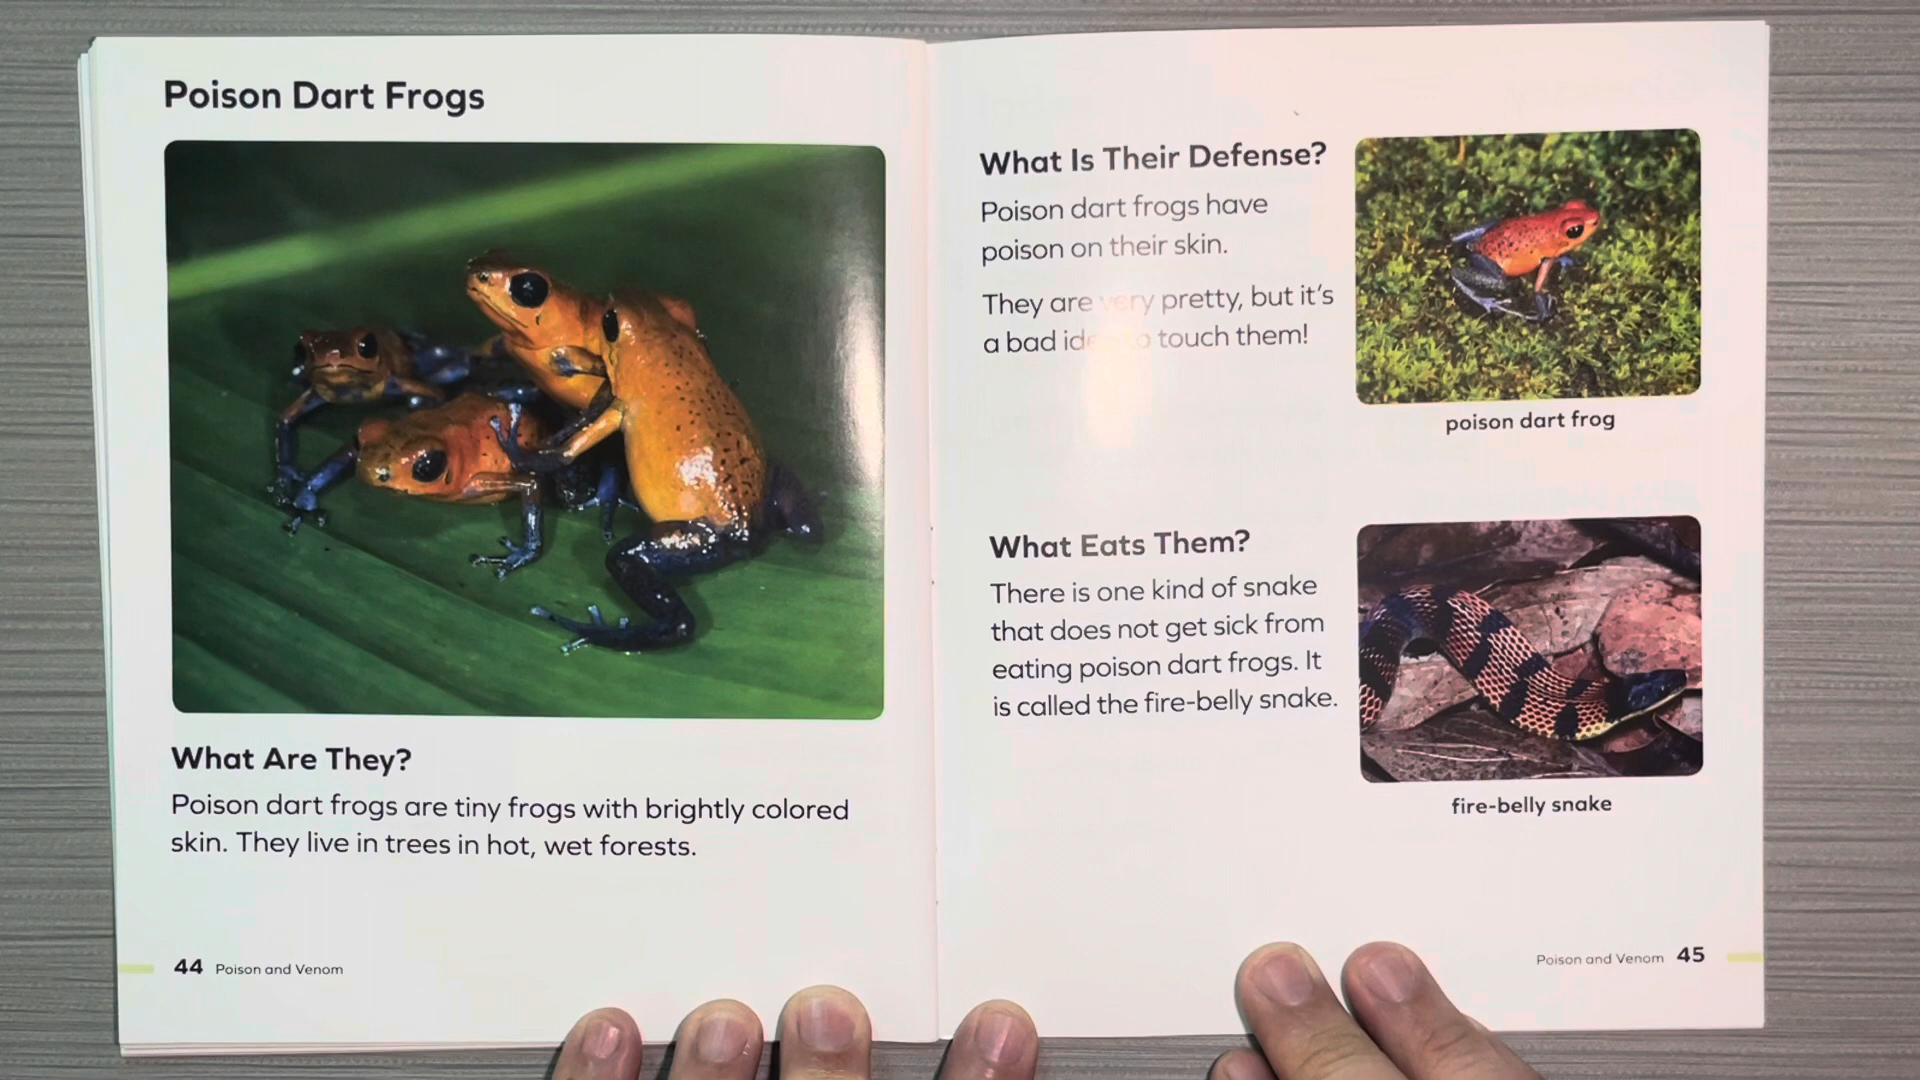 Poison Dart Frogs
What Are They?
Poison dart frogs are tiny frogs with brightly colored
skin. They live in trees in hot, wet forests.
44 Poison and Venom
What Is Their Defense?
Poison dart frogs have
poison on their skin.
They are very pretty, but it's
a bad idea to touch them!
poison dart frog
What Eats Them?
There is one kind of snake
that does not get sick from
eating poison dart frogs. It
is called the fire-belly snake.
fire-belly snake
Poison and Venom 45